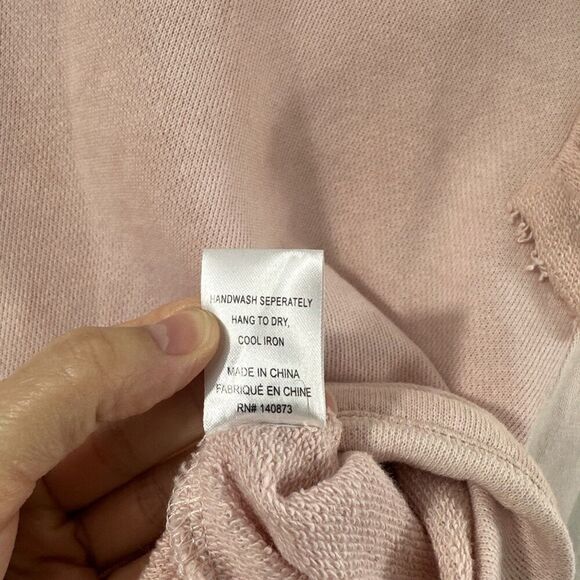 HANDWASH SEPERATELY
HANG TO DRY,
COOL IRON
MADE IN CHINA
FABRIQUÉ EN CHINE
RN# 140873